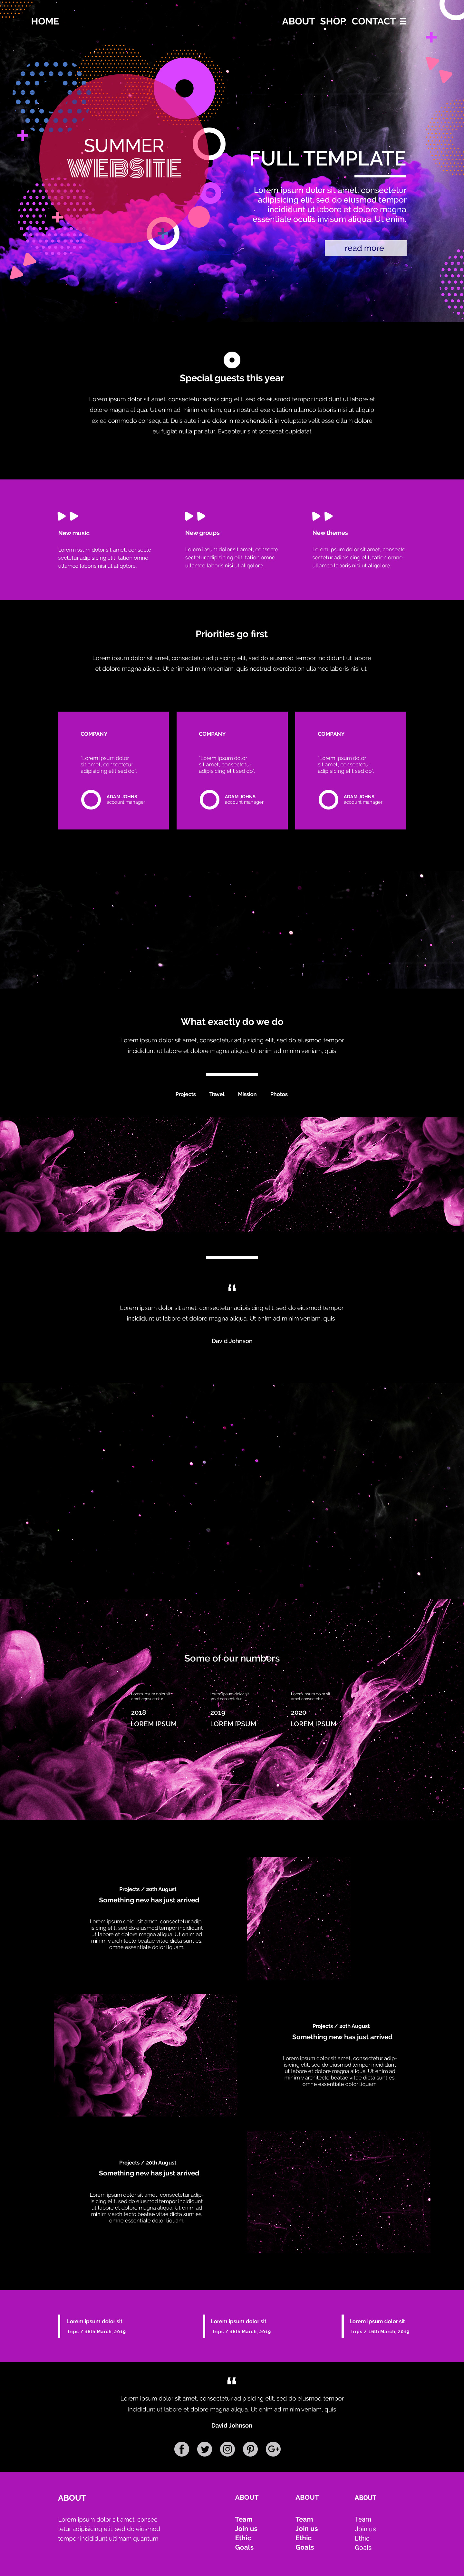 HOME
ABOUT SHOP CONTACT
SUMMER
WEBSITE
FULL TEMPLATE
Lorem ipsum dolor sit amet, consectetur
adipisicing elit, sed do eiusmod tempor
incididunt ut labore et dolore magna
essentiale oculis invisum aliqua. Ut enim.
read more
Special guests this year
Lorem ipsum dolor sit amet, consectetur adipisicing elit, sed do eiusmod tempor incididunt ut labore et
dolore magna aliqua. Ut enim ad minim veniam, quis nostrud exercitation ullamco laboris nisi ut aliquip
ex ea commodo consequat. Duis aute irure dolor in reprehenderit in voluptate velit esse cillum dolore
eu fugiat nulla pariatur. Excepteur sint occaecat cupidatat
New music
Lorem ipsum dolor sit amet, consectete
sectetur adipisicing elit, tation omne
ullamco laboris nisi ut aliqolore.
New groups
Lorem ipsum dolor sit amet, consecte
sectetur adipisicing elit, tation omne
ullamco laboris nisi ut aliqolore.
New themes
Lorem ipsum dolor sit amet, consecte
sectetur adipisicing elit, tation omne
ullamco laboris nisi ut aliqolore.
Priorities go first
Lorem ipsum dolor sit amet, consectetur adipisicing elit, sed do eiusmod tempor incididunt ut labore
et dolore magna aliqua. Ut enim ad minim veniam, quis nostrud exercitation ullamco laboris nisi ut
COMPANY
"Lorem ipsum dolor
sit amet, consectetur
adipisicing elit sed do".
ADAM JOHNS
account manager
COMPANY
"Lorem ipsum dolor
sit amet, consectetur
adipisicing elit sed do".
ADAM JOHNS
account manager
COMPANY
"Lorem ipsum dolor
sit amet, consectetur
adipisicing elit sed do".
ADAM JOHNS
account manager
What exactly do we do
Lorem ipsum dolor sit amet, consectetur adipisicing elit, sed do eiusmod tempor
incididunt ut labore et dolore magna aliqua. Ut enim ad minim veniam, quis
Projects Travel Mission Photos
“
Lorem ipsum dolor sit amet, consectetur adipisicing elit, sed do eiusmod tempor
incididunt ut labore et dolore magna aliqua. Ut enim ad minim veniam, quis
David Johnson
Some of our numbers
Lorem ipsum dolor sit
amet consectetur
2018
LOREM IPSUM
Lorem ipsum dolor sit
amet consectetur
2019
LOREM IPSUM
Lorem ipsum dolor sit
amet consectetur
2020
LOREM IPSUM
Projects / 20th August
Something new has just arrived
Lorem ipsum dolor sit amet, consectetur adip-
isicing elit, sed do eiusmod tempor incididunt
ut labore et dolore magna aliqua. Ut enim ad
minim v architecto beatae vitae dicta sunt es.
omne essentiale dolor liquam.
Projects / 20th August
Something new has just arrived
Lorem ipsum dolor sit amet, consectetur adip-
isicing elit, sed do eiusmod tempor incididunt
ut labore et dolore magna aliqua. Ut enim ad
minim v architecto beatae vitae dicta sunt es.
omne essentiale dolor liquam.
Projects / 20th August
Something new has just arrived
Lorem ipsum dolor sit amet, consectetur adip-
isicing elit, sed do eiusmod tempor incididunt
ut labore et dolore magna aliqua. Ut enim ad
minim v architecto beatae vitae dicta sunt es.
omne essentiale dolor liquam.
Lorem ipsum dolor sit
Trips / 16th March, 2019
Lorem ipsum dolor sit
Trips / 16th March, 2019
Lorem ipsum dolor sit
Trips / 16th March, 2019
“
Lorem ipsum dolor sit amet, consectetur adipisicing elit, sed do eiusmod tempor
incididunt ut labore et dolore magna aliqua. Ut enim ad minim veniam, quis
David Johnson
ABOUT
Lorem ipsum dolor sit amet, consec
tetur adipisicing elit, sed do eiusmod
tempor incididunt ultimam quantum
ABOUT
Team
Join us
Ethic
Goals
ABOUT
Team
Join us
Ethic
Goals
ABOUT
Team
Join us
Ethic
Goals